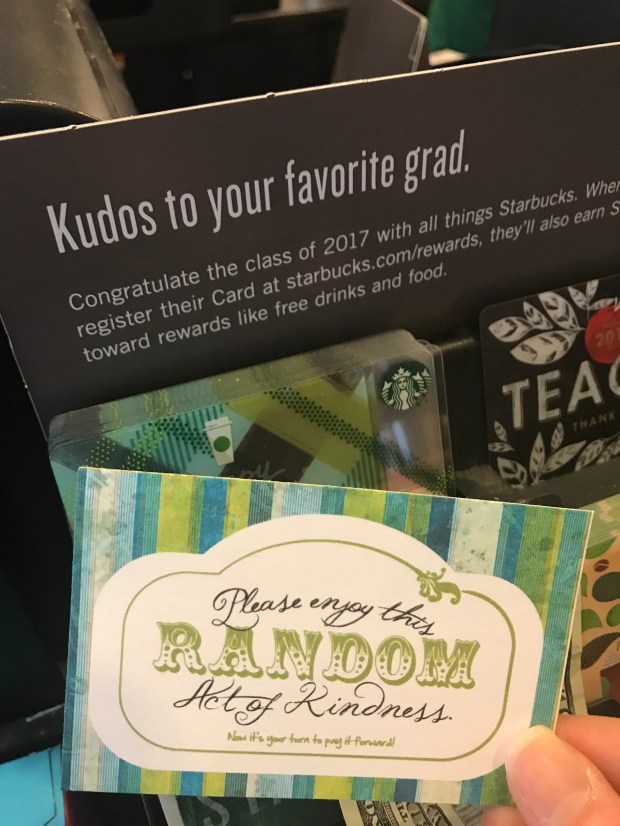 Kudos to your favorite grad.
Congratulate the class of 2017 with all things Starbucks. When
register their Card at starbucks.com/rewards, they'll also earn S
toward rewards like free drinks and food.
TEAC
THANK
Please enjoy this
RANDOM
Act of Kindness.
Now it's your turn to pay it forward!